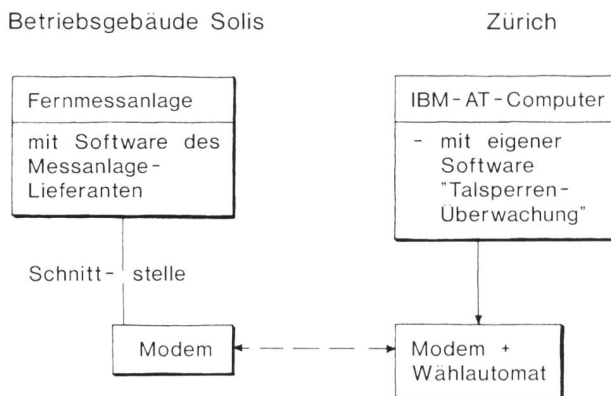 Betriebsgebäude Solis
Zürich
Fernmessanlage
mit Software des
Messanlage-
Lieferanten
IBM-AT-Computer
- mit eigener
Software
"Talsperren-
Überwachung"
Schnitt- stelle
Modem
Modem +
Wählautomat